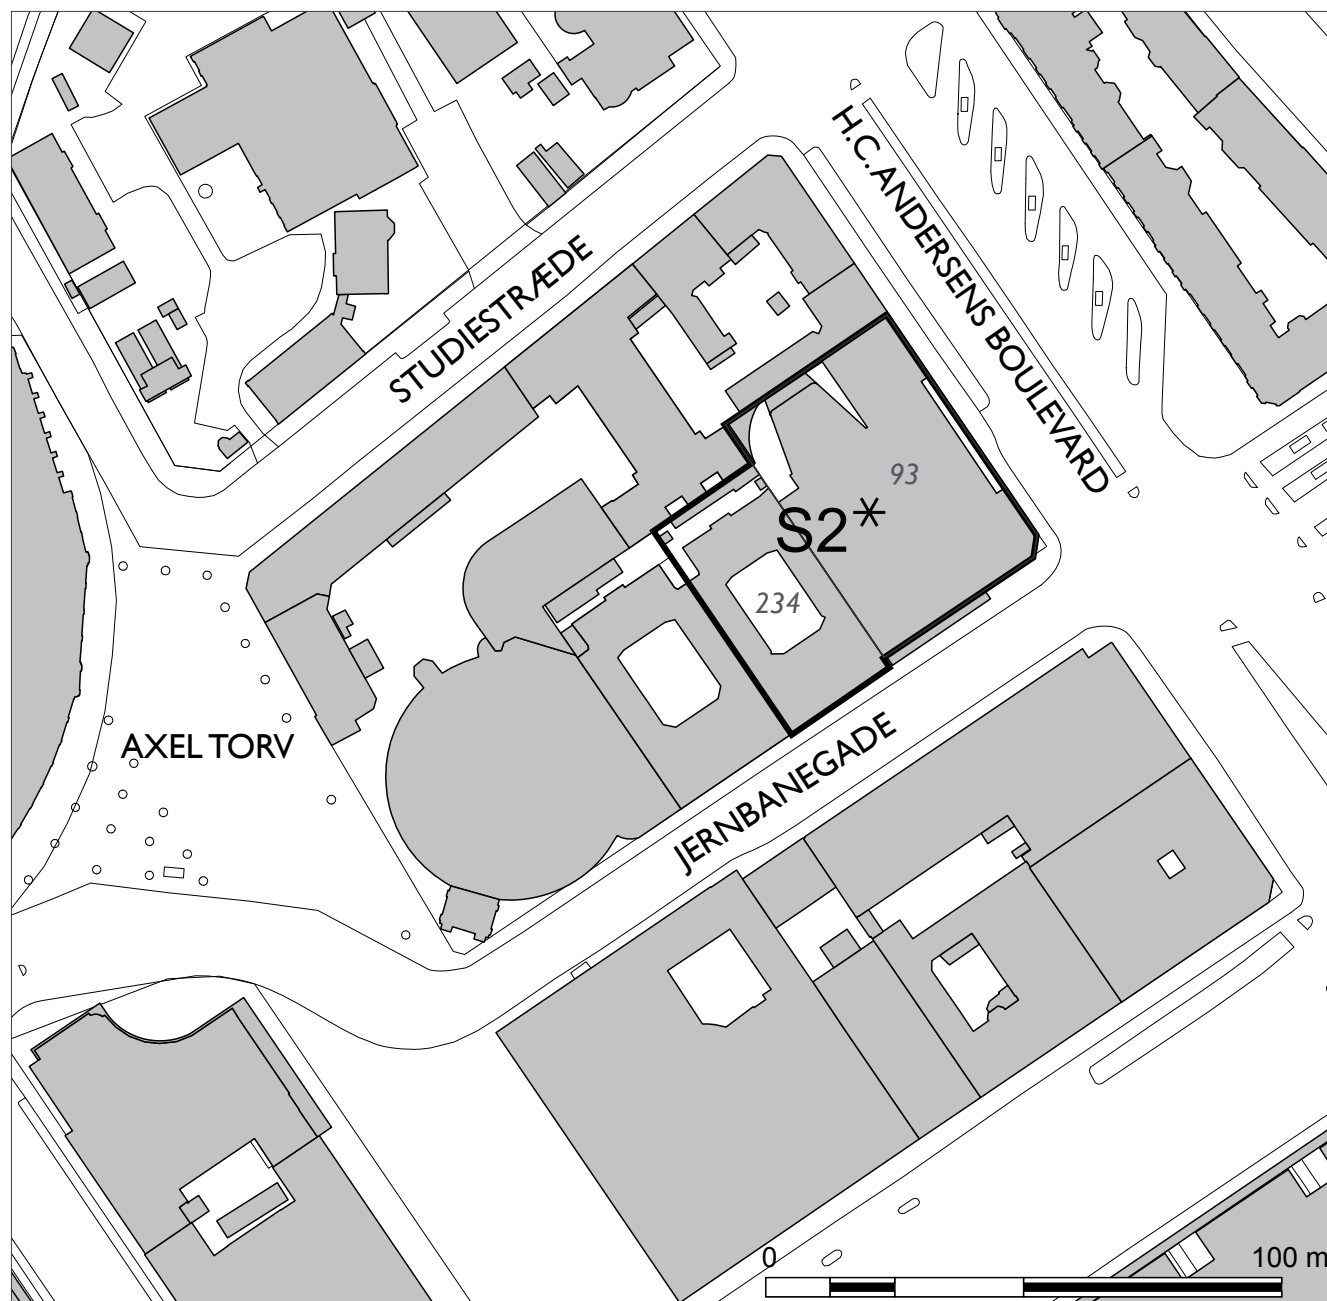 H.C. ANDERSENS BOULEVARD
STUDIESTRÆDE
93
S2*
234
AXEL TORV
JERNBANEGADE
0
100 m